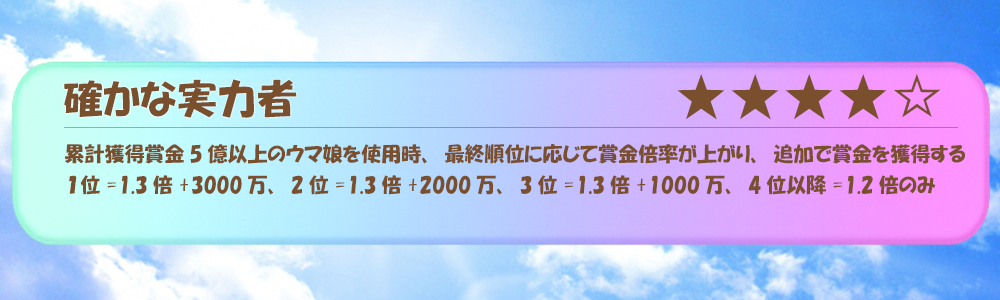 確かな実力者 ★★★★☆
累計獲得賞金5億以上のウマ娘を使用時、最終順位に応じて賞金倍率が上がり、追加で賞金を獲得する
1位=1.3倍+3000万、2位=1.3倍+2000万、3位=1.3倍+1000万、4位以降=1.2倍のみ